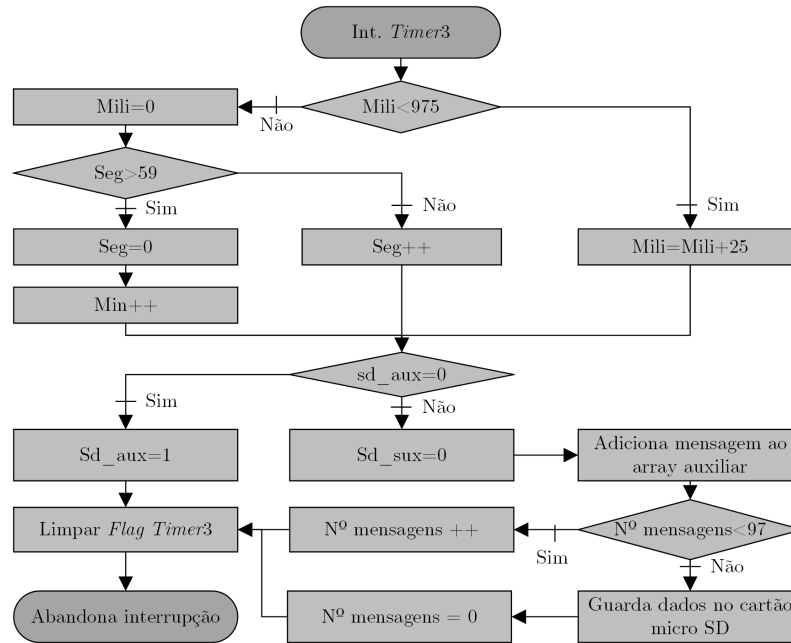 Int. Timer3
Mili=0
Mili<975
Não
Seg>59
Sim
Não
Sim
Seg=0
Seg++
Mili=Mili+25
Min++
sd_aux=0
Sim
Não
Sd_aux=1
Sd_sux=0
Adiciona mensagem ao
array auxiliar
Limpar Flag Timer3
Nº mensagens ++
Nº mensagens<97
Sim
Não
Abandona interrupção
Nº mensagens = 0
Guarda dados no cartão
micro SD